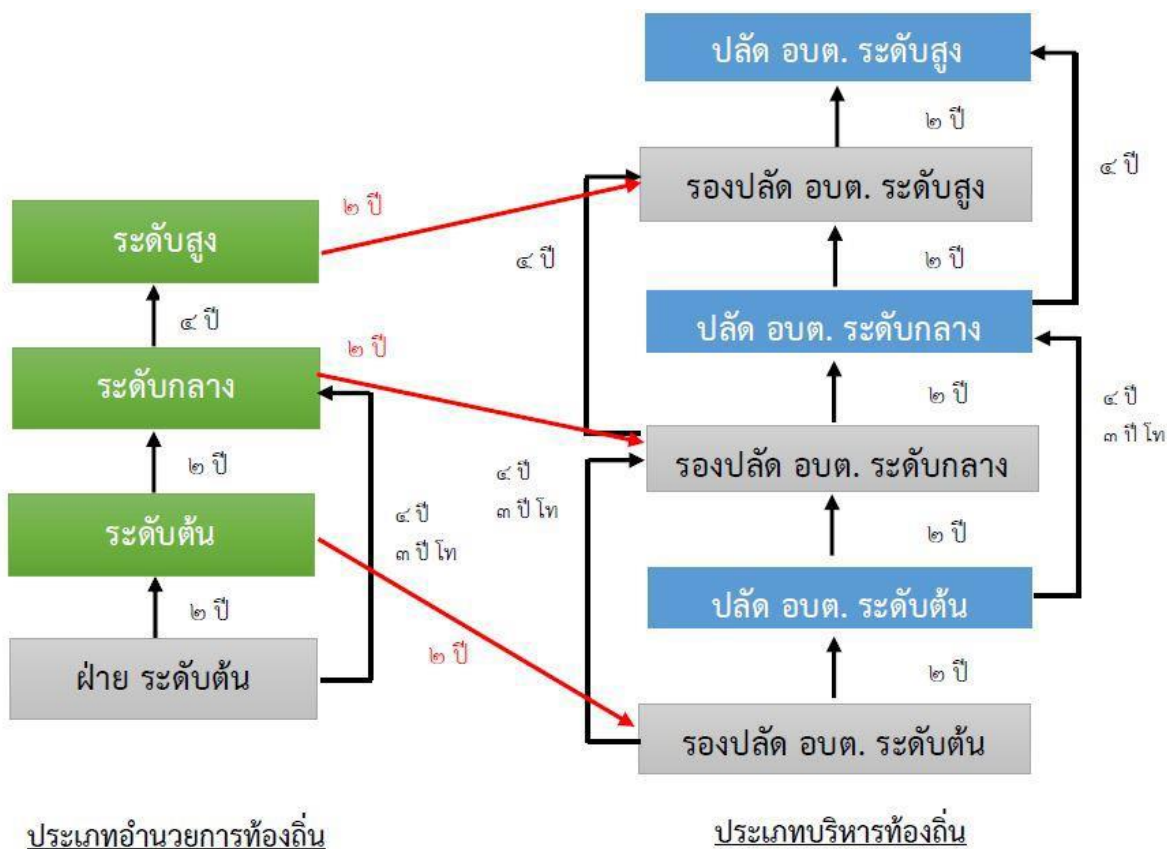 ปลัด อบต. ระดับสูง
๒ ปี
๔ ปี
รองปลัด อบต. ระดับสูง
๒ ปี
ระดับสูง
๔ ปี
๒ ปี
ปลัด อบต. ระดับกลาง
๔ ปี
๒ ปี
ระดับกลาง
๒ ปี
๔ ปี
๓ ปี โท
รองปลัด อบต. ระดับกลาง
๒ ปี
๔ ปี
๓ ปี โท
ระดับต้น
๔ ปี
๓ ปี โท
๒ ปี
ปลัด อบต. ระดับต้น
๒ ปี
๒ ปี
๒ ปี
ฝ่าย ระดับต้น
รองปลัด อบต. ระดับต้น
ประเภทอำนวยการท้องถิ่น
ประเภทบริหารท้องถิ่น